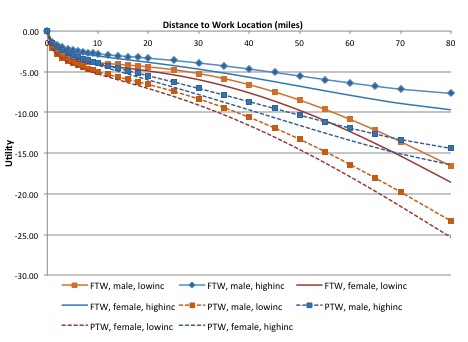 Distance to Work Location (miles)
0.00
0 10 20 30 40 50 60 70 80
-5.00
-10.00
Utility
-15.00
-20.00
-25.00
-30.00
FTW, male, lowinc FTW, male, highinc FTW, female, lowinc
FTW, female, highinc PTW, male, lowinc PTW, male, highinc
PTW, female, lowinc PTW, female, highinc